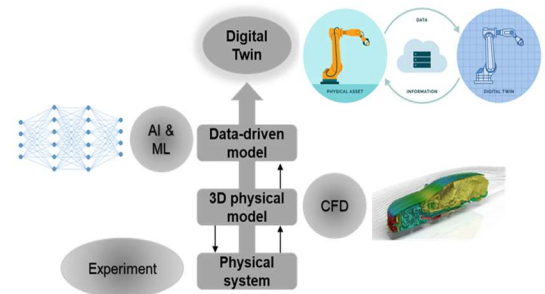 Digital
Twin
DATA
PHYSICAL ASSET
INFORMATION
DIGITAL TWIN
AI &
ML
Data-driven
model
3D physical
model
CFD
Experiment
Physical
system